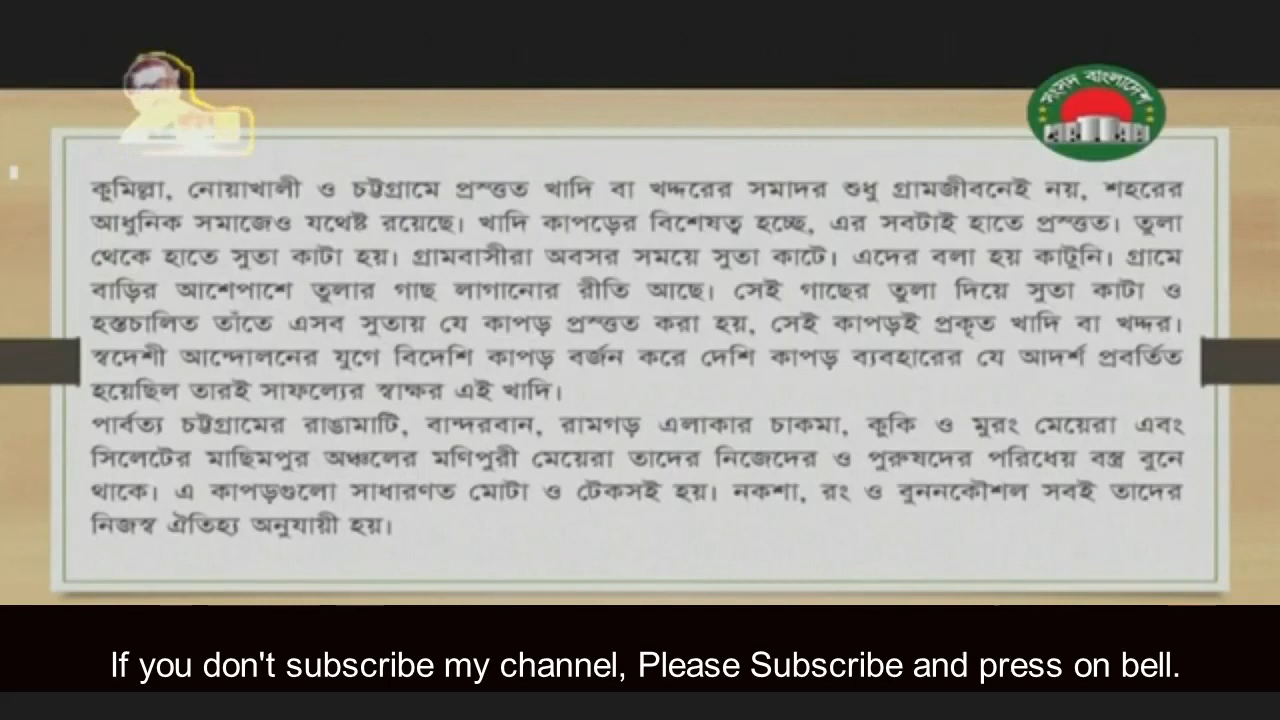 সংসদ বাংলাদেশ
কুমিল্লা, নোয়াখালী ও চট্টগ্রামে প্রস্তুত খাদি বা খদ্দরের সমাদর শুধু গ্রামজীবনেই নয়, শহরের
আধুনিক সমাজেও যথেষ্ট রয়েছে। খাদি কাপড়ের বিশেষত্ব হচ্ছে, এর সবটাই হাতে প্রস্তুত। তুলা
থেকে হাতে সুতা কাটা হয়। গ্রামবাসীরা অবসর সময়ে সুতা কাটে। এদের বলা হয় কাটুনি। গ্রামে
বাড়ির আশেপাশে তুলার গাছ লাগানোর রীতি আছে। সেই গাছের তুলা দিয়ে সুতা কাটা ও
হস্তচালিত তাঁতে এসব সুতায় যে কাপড় প্রস্তুত করা হয়, সেই কাপড়ই প্রকৃত খাদি বা খদ্দর।
স্বদেশী আন্দোলনের যুগে বিদেশি কাপড় বর্জন করে দেশি কাপড় ব্যবহারের যে আদর্শ প্রবর্তিত
হয়েছিল তারই সাফল্যের স্বাক্ষর এই খাদি।
পার্বত্য চট্টগ্রামের রাঙামাটি, বান্দরবান, রামগড় এলাকার চাকমা, কুকি ও মুরং মেয়েরা এবং
সিলেটের মাছিমপুর অঞ্চলের মণিপুরী মেয়েরা তাদের নিজেদের ও পুরুষদের পরিধেয় বস্ত্র বুনে
থাকে। এ কাপড়গুলো সাধারণত মোটা ও টেকসই হয়। নকশা, রং ও বুননকৌশল সবই তাদের
নিজস্ব ঐতিহ্য অনুযায়ী হয়।
If you don't subscribe my channel, Please Subscribe and press on bell.